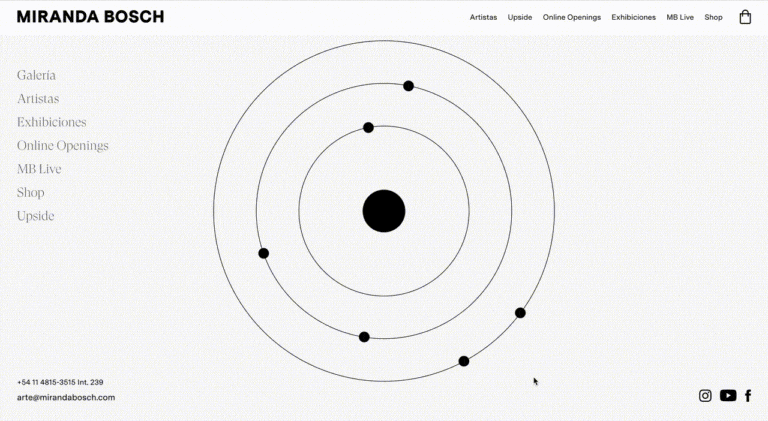 MIRANDA BOSCH
Artistas Upside Online Openings Exhibiciones MB Live Shop
Galería
Artistas
Exhibiciones
Online Openings
MB Live
Shop
Upside
+54 11 4815-3515 Int. 239
arte@mirandabosch.com